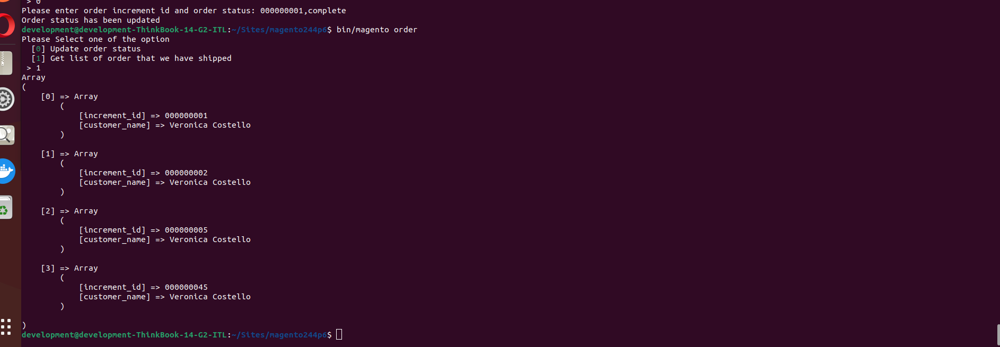 > 0
Please enter order increment id and order status: 000000001,complete
Order status has been updated
development@development-ThinkBook-14-G2-ITL:~/Sites/magento244p6$ bin/magento order
Please Select one of the option
[0] Update order status
[1] Get list of order that we have shipped
> 1
Array
(
[0] => Array
(
[increment_id] => 000000001
[customer_name] => Veronica Costello
)
[1] => Array
(
[increment_id] => 000000002
[customer_name] => Veronica Costello
)
[2] => Array
(
[increment_id] => 000000005
[customer_name] => Veronica Costello
)
[3] => Array
(
[increment_id] => 000000045
[customer_name] => Veronica Costello
)
)
development@development-ThinkBook-14-G2-ITL:~/Sites/magento244p6$